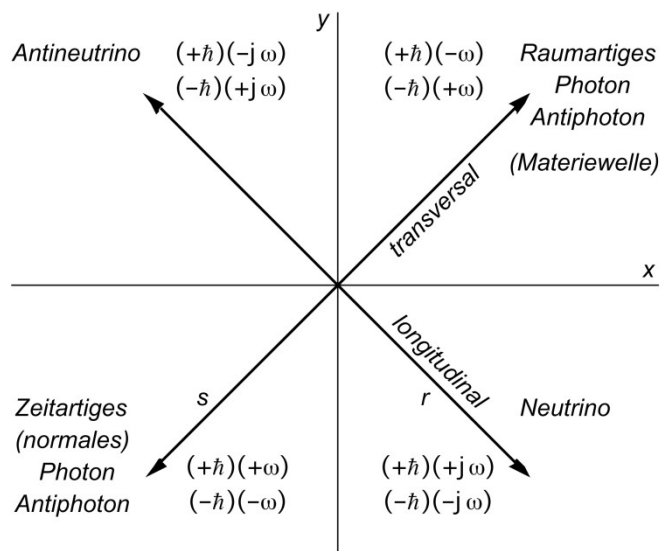 y
Antineutrino
(+ħ)(−j ω)
(−ħ)(+j ω)
(+ħ)(−ω)
(−ħ)(+ω)
Raumartiges
Photon
Antiphoton
(Materiewelle)
transversal
x
longitudinal
s
r
Zeitartiges
(normales)
Photon
Antiphoton
(+ħ)(+ω)
(−ħ)(−ω)
(+ħ)(+j ω)
(−ħ)(−j ω)
Neutrino